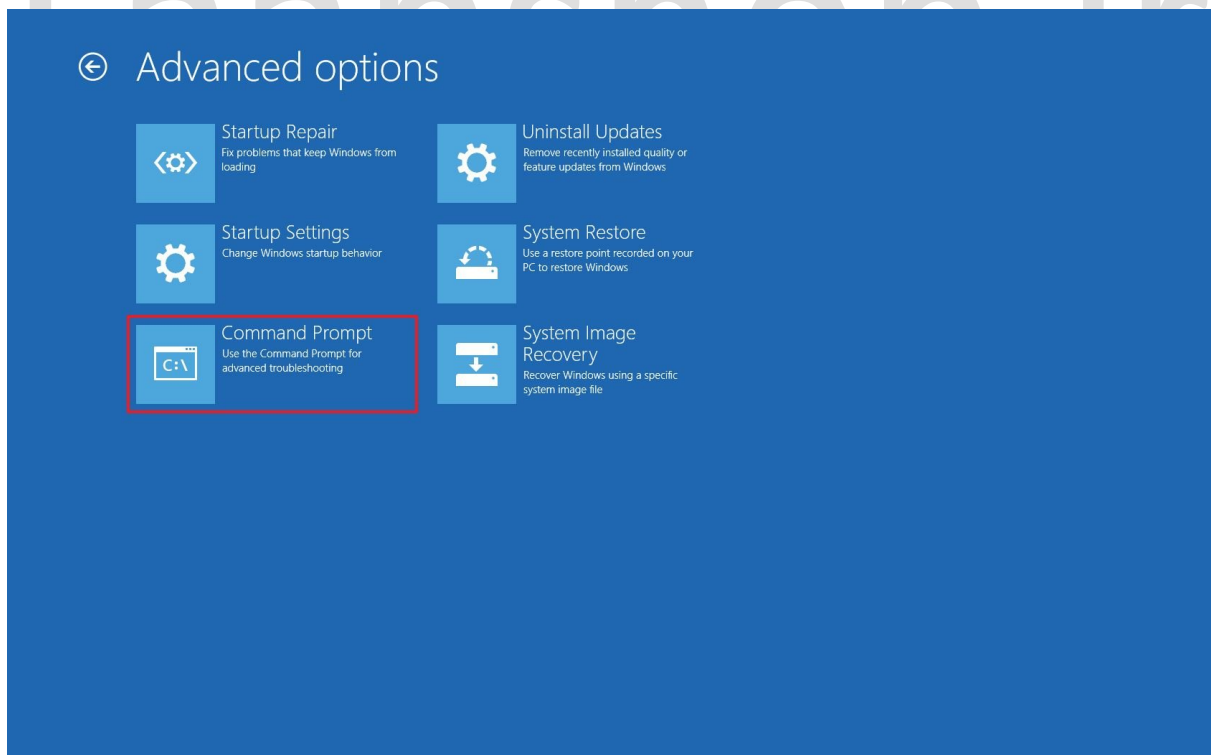 Advanced options
Startup Repair
Fix problems that keep Windows from
loading
Uninstall Updates
Remove recently installed quality or
feature updates from Windows
Startup Settings
Change Windows startup behavior
System Restore
Use a restore point recorded on your
PC to restore Windows
Command Prompt
Use the Command Prompt for
advanced troubleshooting
C:\
System Image
Recovery
Recover Windows using a specific
system image file